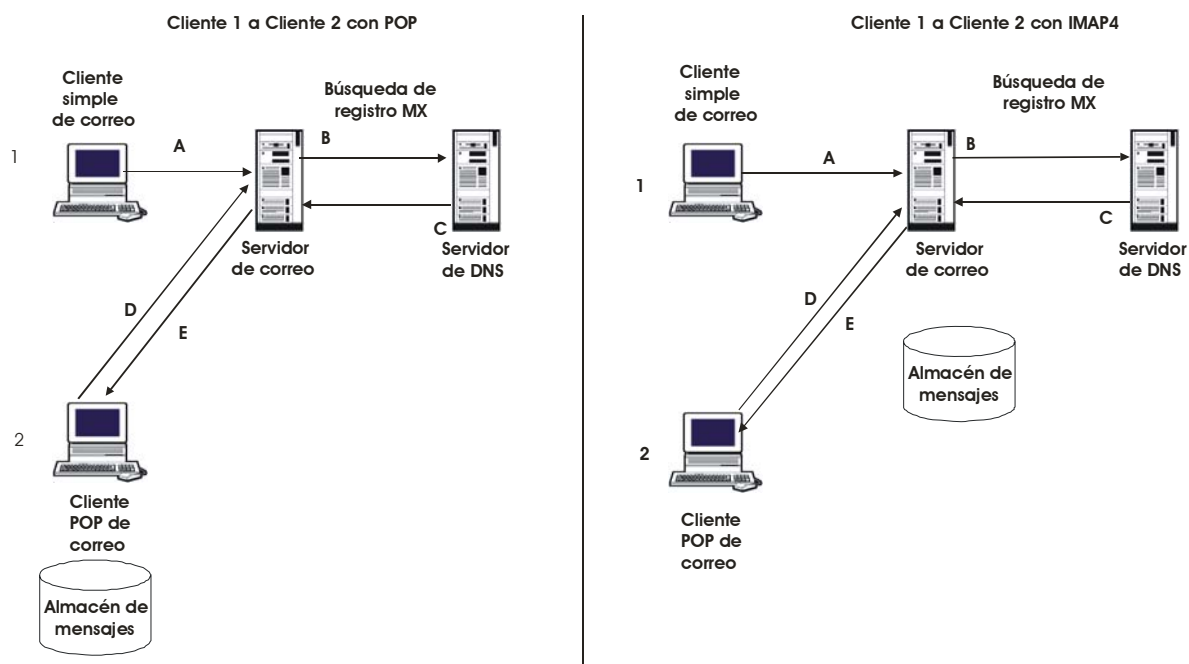 Cliente 1 a Cliente 2 con POP
Cliente
simple
de correo
Búsqueda de
registro MX
1
A
B
C
Servidor
de correo
Servidor
de DNS
D
E
2
Cliente
POP de
correo
Almacén de
mensajes
Cliente 1 a Cliente 2 con IMAP4
Cliente
simple
de correo
Búsqueda de
registro MX
1
A
B
C
Servidor
de correo
Servidor
de DNS
D
E
Almacén de
mensajes
2
Cliente
POP de
correo